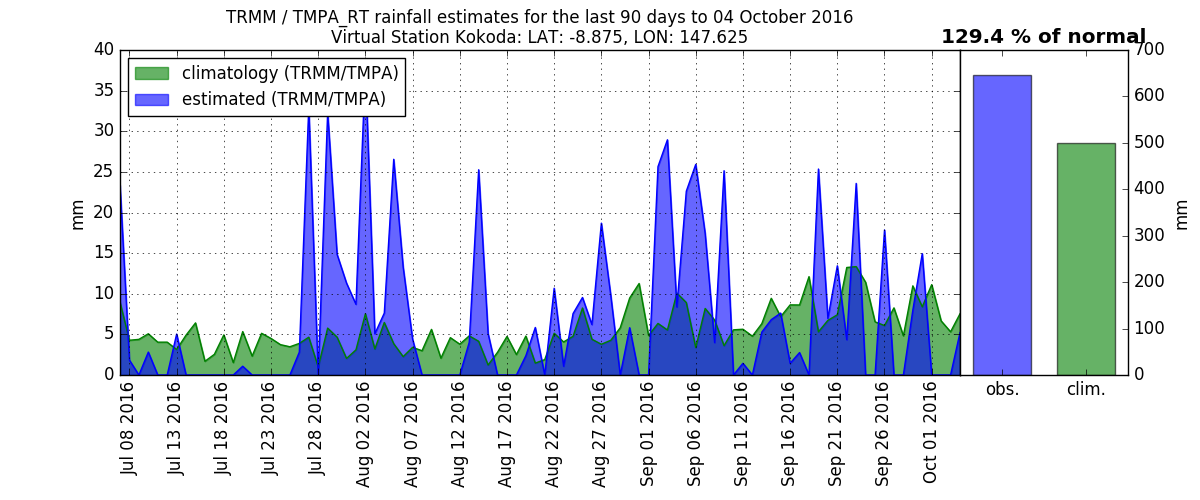 TRMM / TMPA_RT rainfall estimates for the last 90 days to 04 October 2016
Virtual Station Kokoda: LAT: -8.875, LON: 147.625
129.4 % of normal
climatology (TRMM/TMPA)
estimated (TRMM/TMPA)
mm
40
35
30
25
20
15
10
5
0
Jul 08 2016
Jul 13 2016
Jul 18 2016
Jul 23 2016
Jul 28 2016
Aug 02 2016
Aug 07 2016
Aug 12 2016
Aug 17 2016
Aug 22 2016
Aug 27 2016
Sep 01 2016
Sep 06 2016
Sep 11 2016
Sep 16 2016
Sep 21 2016
Sep 26 2016
Oct 01 2016
obs.
clim.
700
600
500
400
300
200
100
0
mm